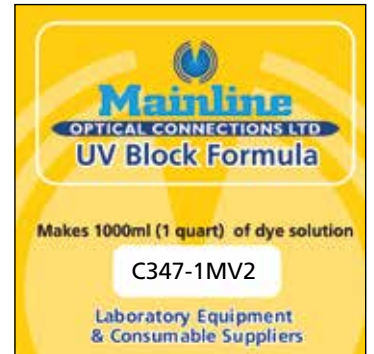 Mainline
OPTICAL CONNECTIONS LTD
UV Block Formula
Makes 1000ml (1 quart) of dye solution
C347-1MV2
Laboratory Equipment
& Consumable Suppliers